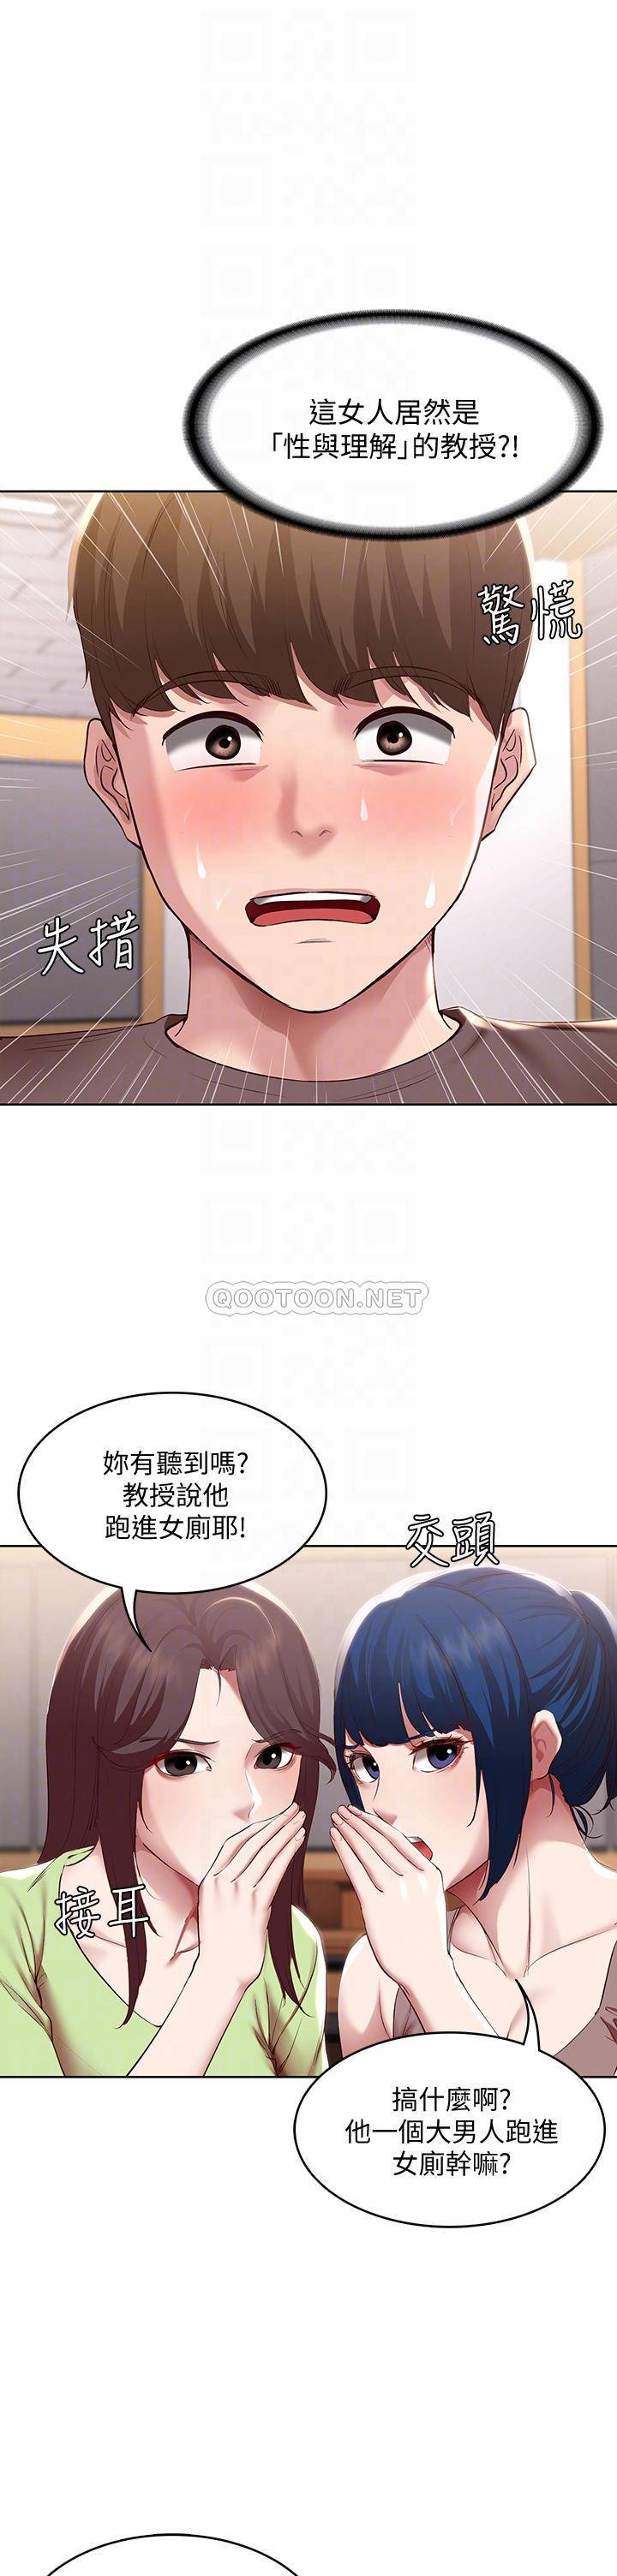 這女人居然是
「性與理解」的教授?!
驚慌
失措
QOOTOON.NET
妳有聽到嗎?
教授說他
跑進女廁耶!
交頭
接耳
搞什麼啊?
他一個大男人跑進
女廁幹嘛?